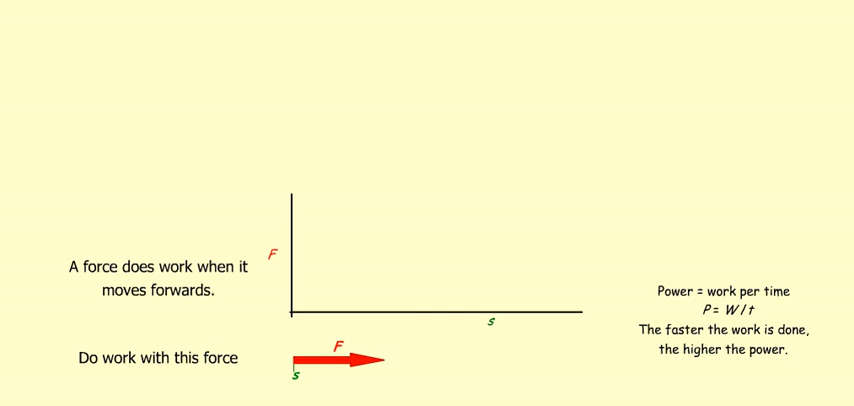 F
A force does work when it
moves forwards.
s
Power = work per time
P = W / t
The faster the work is done,
the higher the power.
Do work with this force
F
s